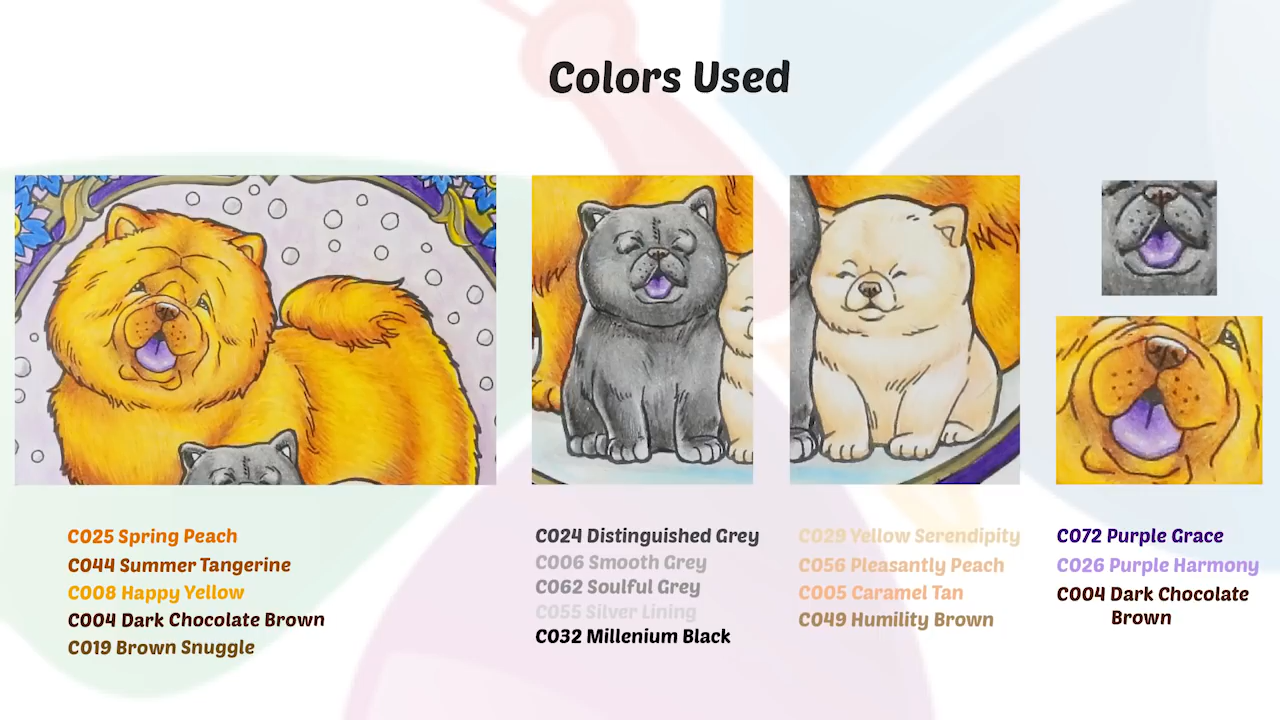 Colors Used
C025 Spring Peach
C044 Summer Tangerine
C008 Happy Yellow
C004 Dark Chocolate Brown
C019 Brown Snuggle
C024 Distinguished Grey
C006 Smooth Grey
C062 Soulful Grey
C055 Silver Lining
C032 Millenium Black
C029 Yellow Serendipity
C056 Pleasantly Peach
C005 Caramel Tan
C049 Humility Brown
C072 Purple Grace
C026 Purple Harmony
C004 Dark Chocolate
Brown